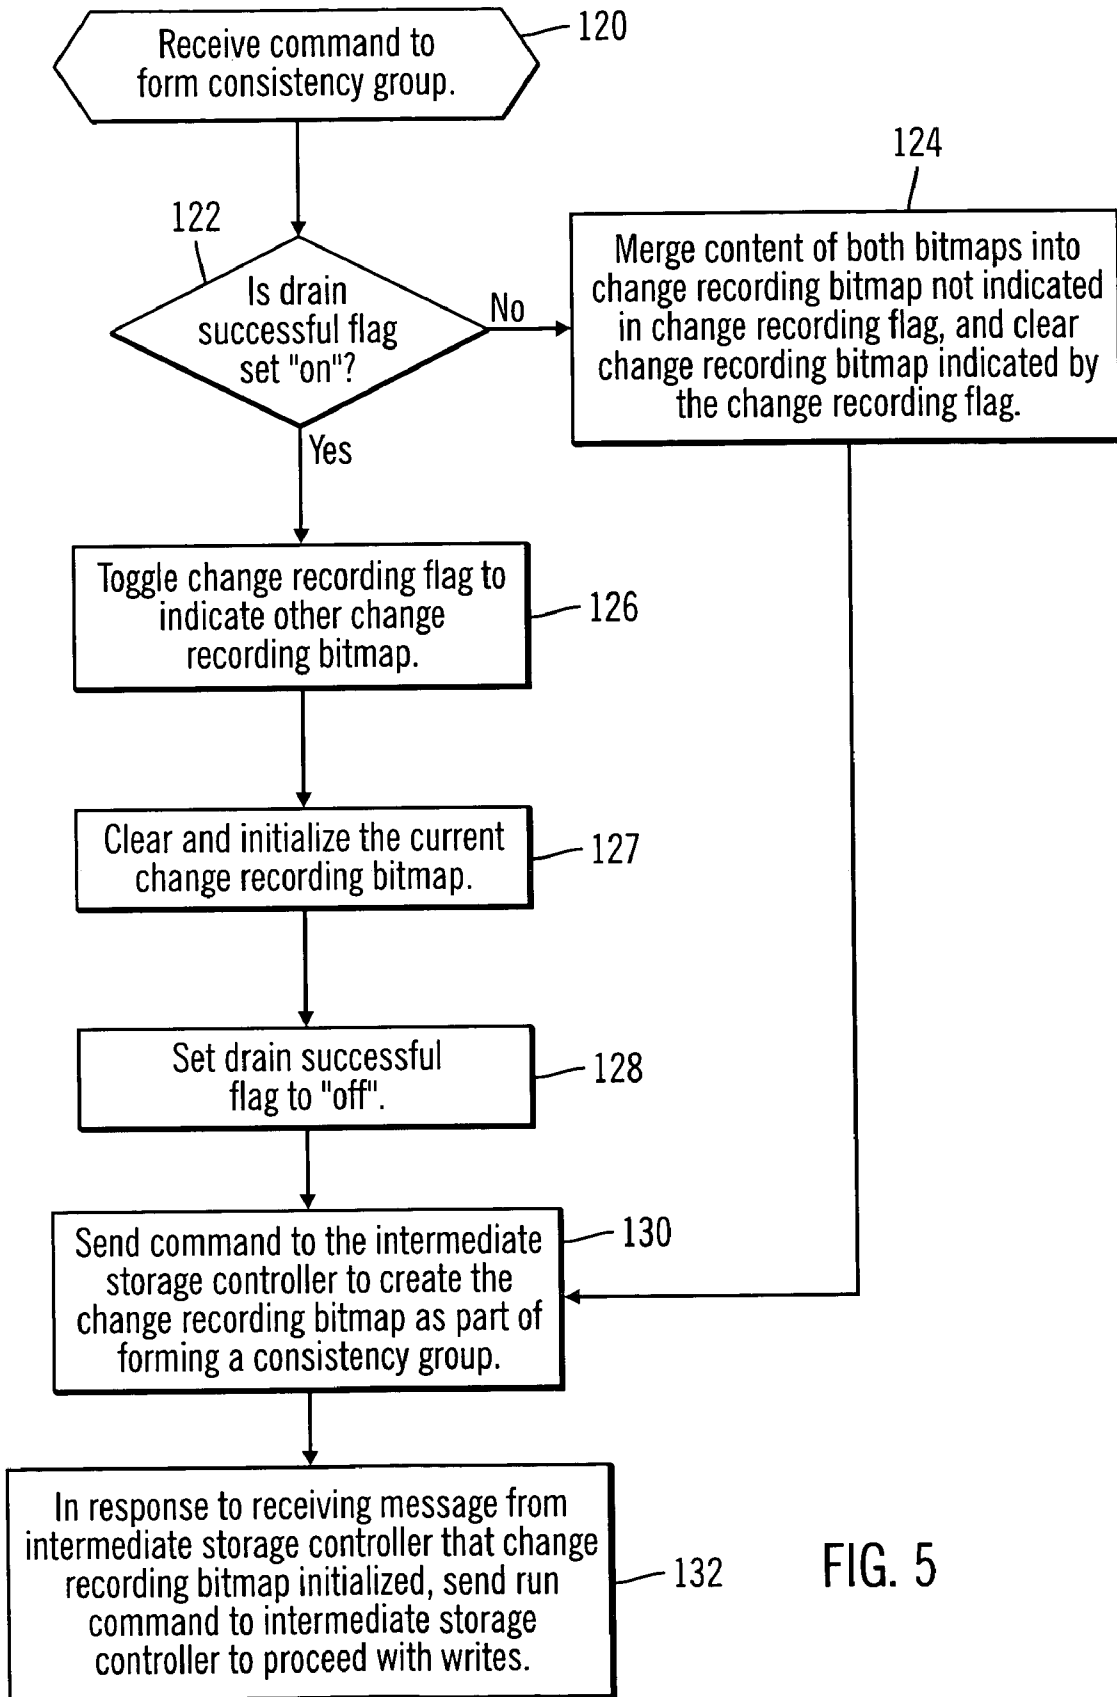 Receive command to
form consistency group.
120
122
Is drain
successful flag
set "on"?
No
Yes
124
Merge content of both bitmaps into
change recording bitmap not indicated
in change recording flag, and clear
change recording bitmap indicated by
the change recording flag.
Toggle change recording flag to
indicate other change
recording bitmap.
126
Clear and initialize the current
change recording bitmap.
127
Set drain successful
flag to "off".
128
Send command to the intermediate
storage controller to create the
change recording bitmap as part of
forming a consistency group.
130
In response to receiving message from
intermediate storage controller that change
recording bitmap initialized, send run
command to intermediate storage
controller to proceed with writes.
132
FIG. 5